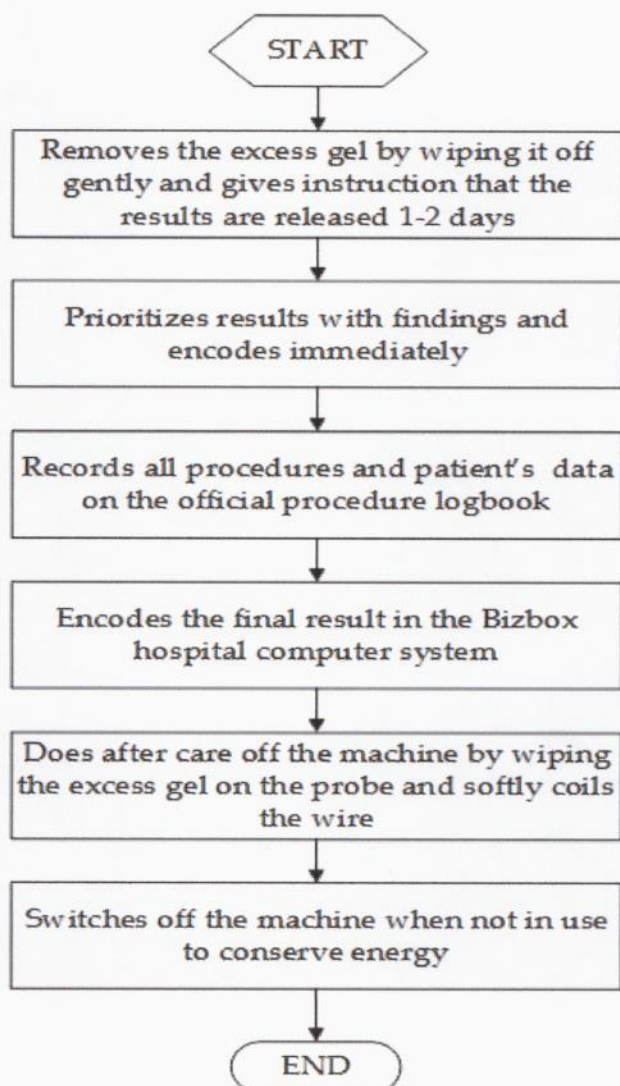 START
Removes the excess gel by wiping it off
gently and gives instruction that the
results are released 1-2 days
Prioritizes results with findings and
encodes immediately
Records all procedures and patient's data
on the official procedure logbook
Encodes the final result in the Bizbox
hospital computer system
Does after care off the machine by wiping
the excess gel on the probe and softly coils
the wire
Switches off the machine when not in use
to conserve energy
END